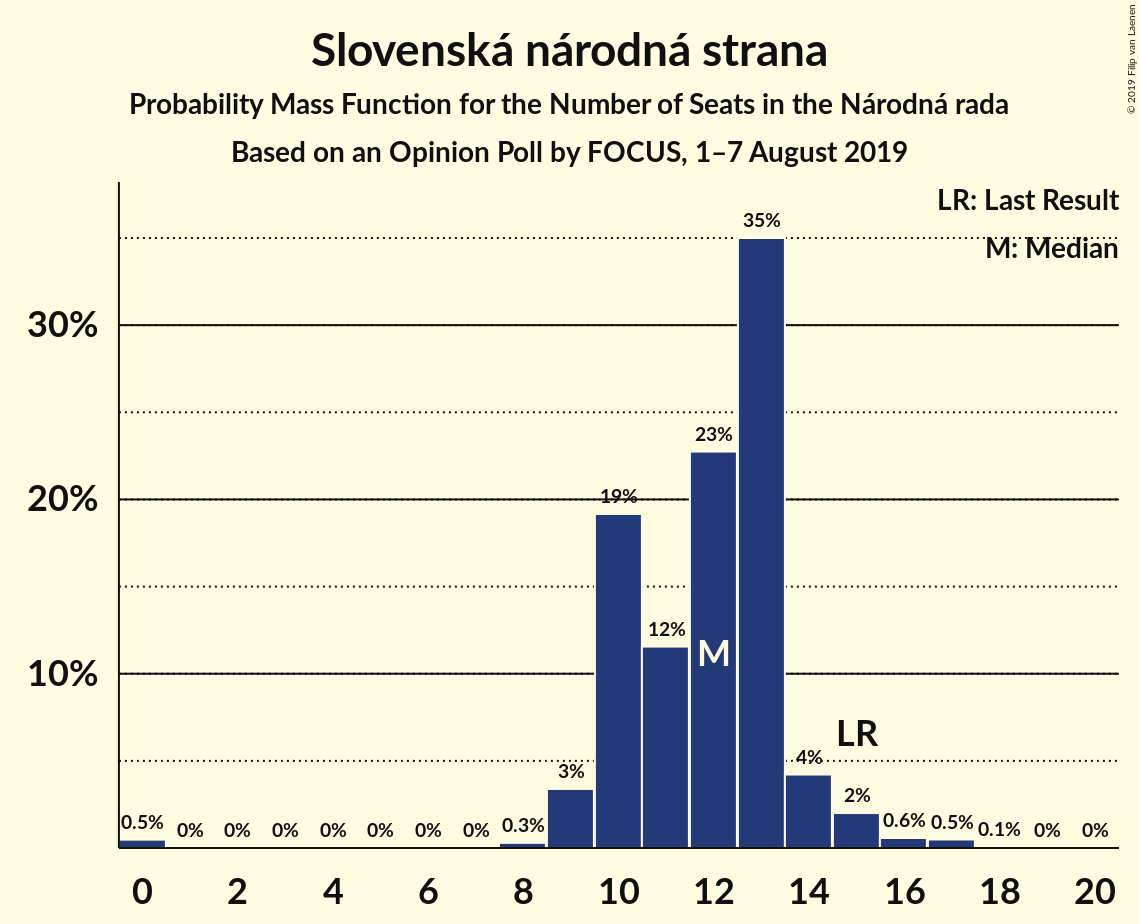 Slovenská národná strana
Probability Mass Function for the Number of Seats in the Národná rada
Based on an Opinion Poll by FOCUS, 1–7 August 2019
© 2019 Filip van Laenen
LR: Last Result
M: Median
35%
30%
23%
20%
19%
12%
M
10%
LR
4%
3%
2%
0.5% 0% 0% 0% 0% 0% 0% 0% 0.3% 0.6% 0.5% 0.1% 0% 0%
0 2 4 6 8 10 12 14 16 18 20